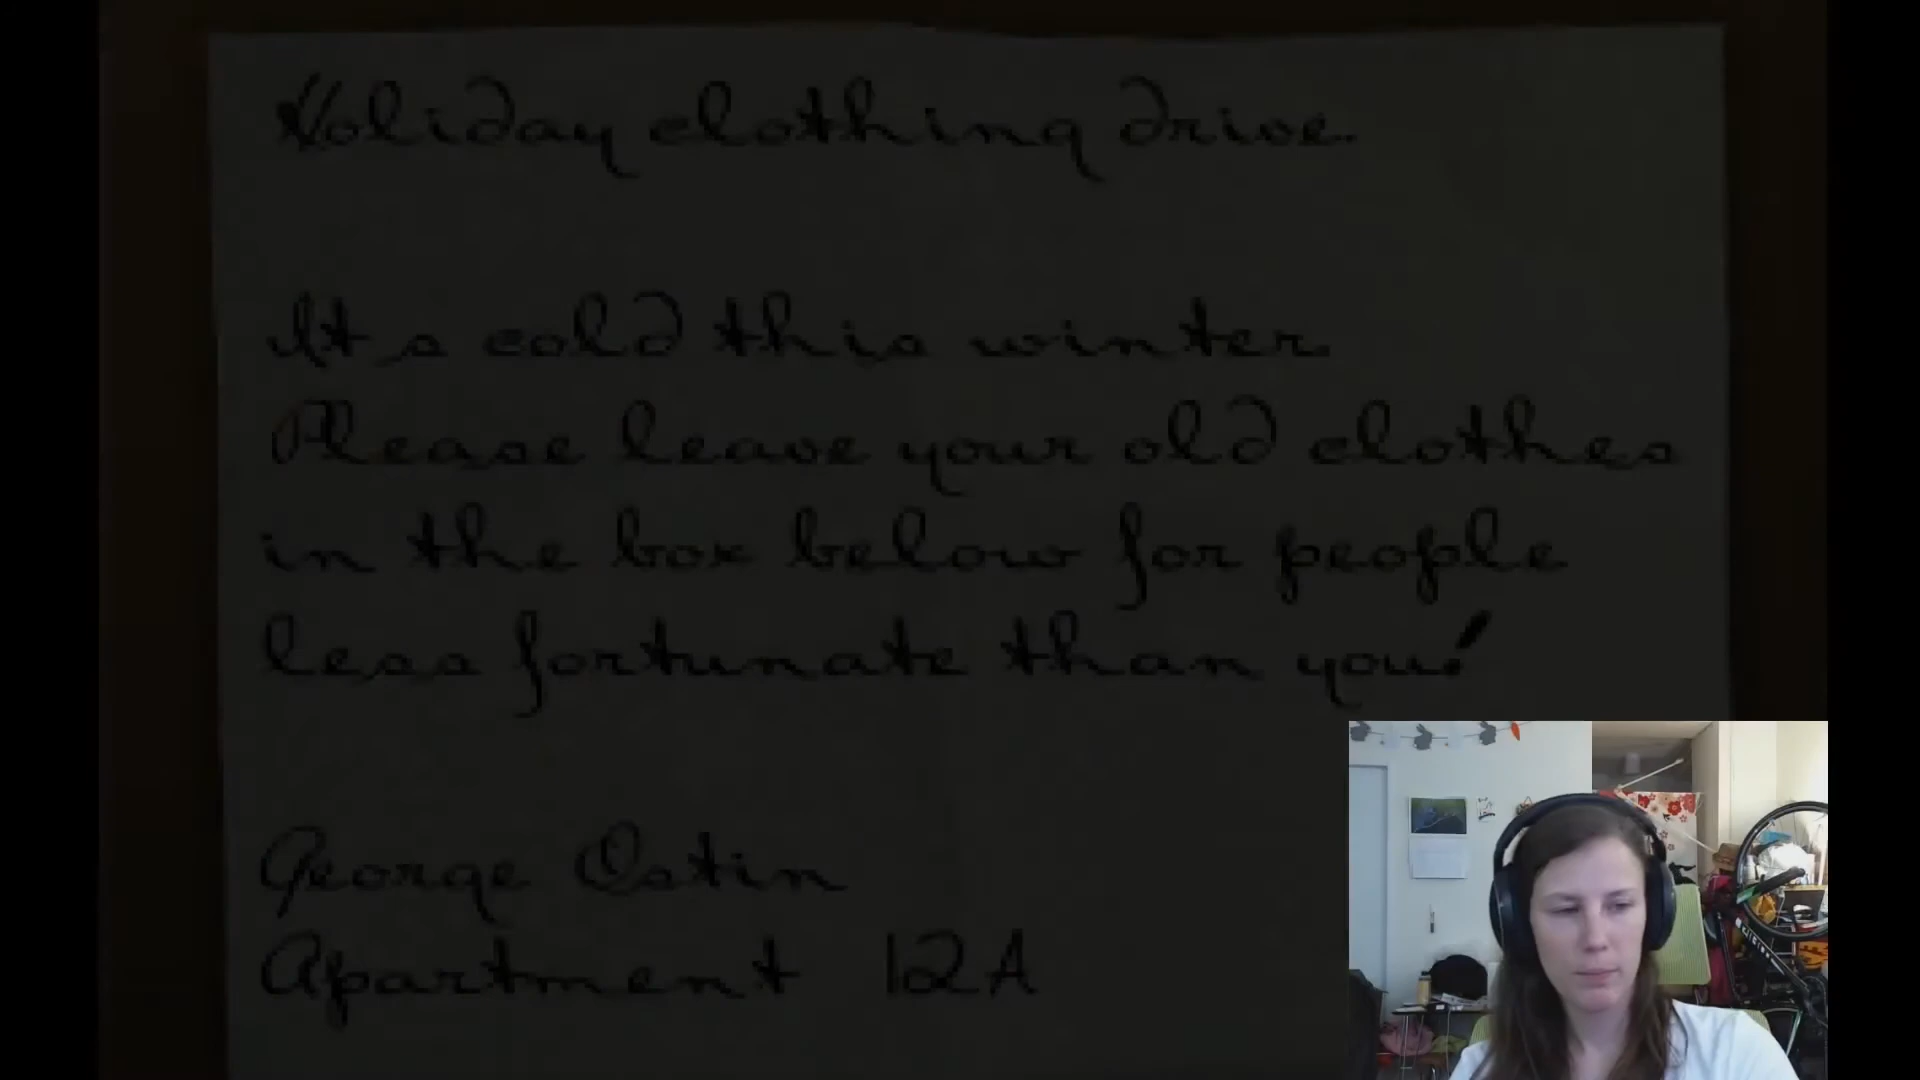 Holiday clothing drive.
It s cold this winter.
Please leave your old clothes
in the box below for people
less fortunate than you!
George Ostin
Apartment 12A